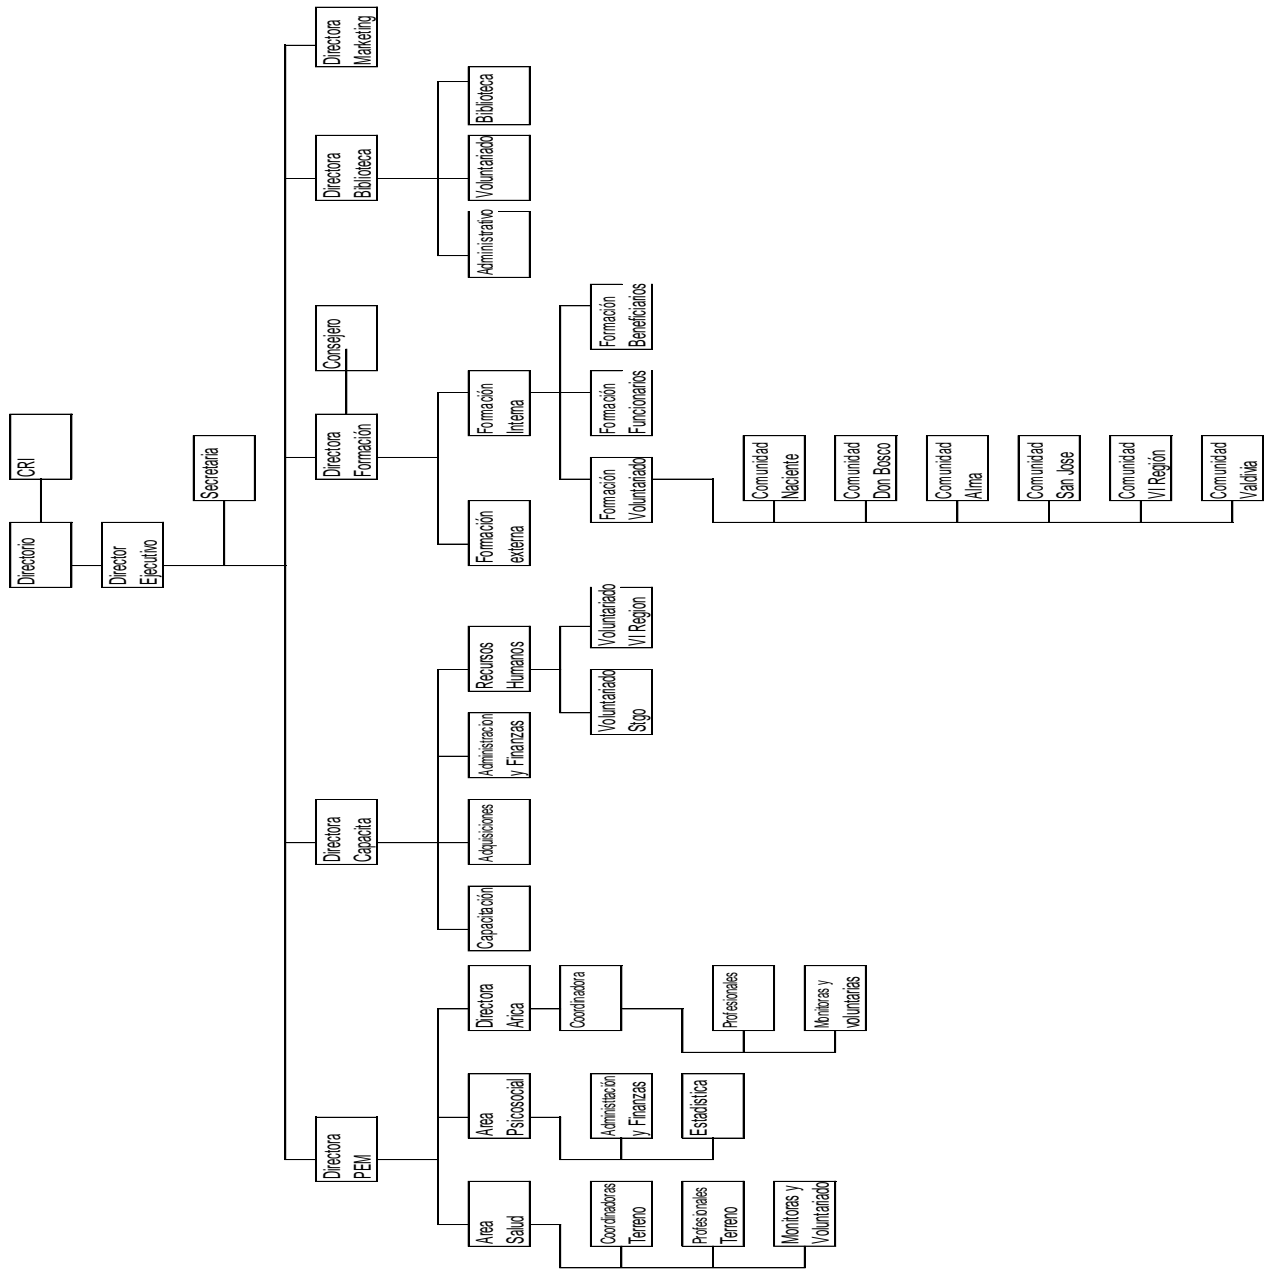 Directorio
CRI
Director
Ejecutivo
Secretaria
Directora
PEM
Directora
Capacita
Directora
Formación
Consejero
Directora
Biblioteca
Directora
Marketing
Area
Salud
Area
Psicosocial
Directora
Arica
Capacitación
Adquisiciones
Administracion
y Finanzas
Recursos
Humanos
Formación
externa
Formación
Interna
Administrativo
Voluntariado
Biblioteca
Coordinadoras
Terreno
Profesionales
Terreno
Monitoras y
Voluntariado
Administración
y Finanzas
Estadística
Coordinadora
Profesionales
Monitoras y
voluntarias
Voluntariado
Stgo
Voluntariado
VI Region
Formación
Voluntariado
Formación
Funcionarios
Formación
Beneficiarios
Comunidad
Naciente
Comunidad
Don Bosco
Comunidad
Alma
Comunidad
San Jose
Comunidad
VI Región
Comunidad
Valdivia